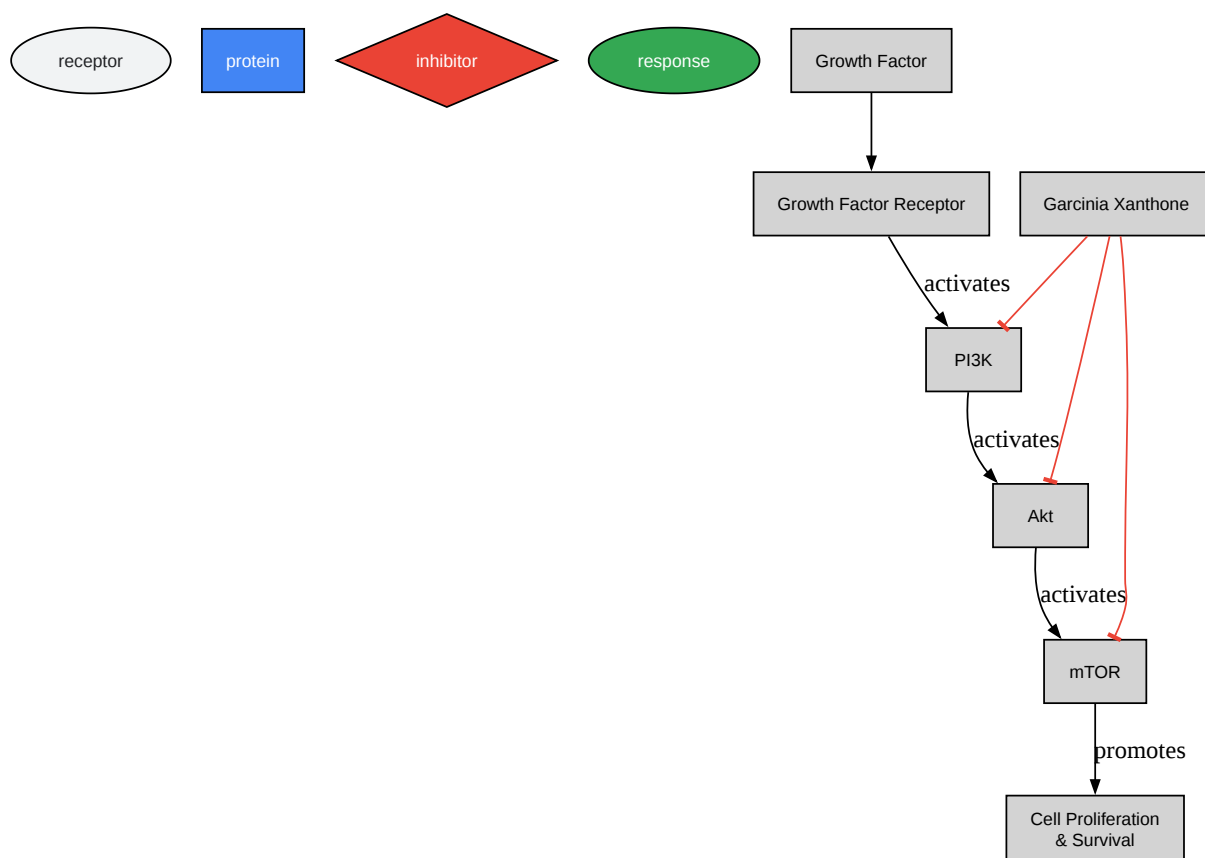 receptor
protein
inhibitor
response
Growth Factor
Growth Factor Receptor
Garcinia Xanthone
activates
PI3K
activates
Akt
activates
mTOR
promotes
Cell Proliferation
& Survival